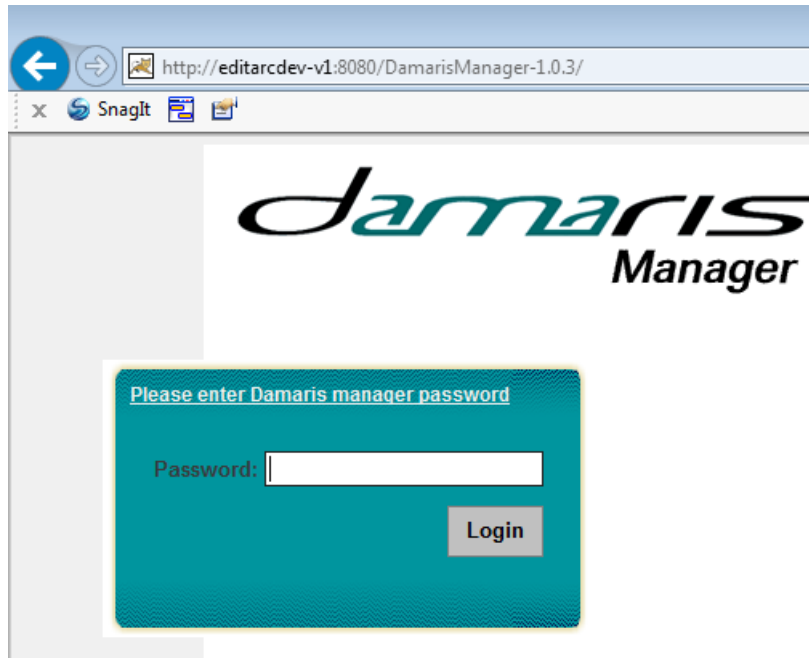 http://editarcdev-v1:8080/DamarisManager-1.0.3/
x SnagIt
damaris
Manager
Please enter Damaris manager password
Password:
Login